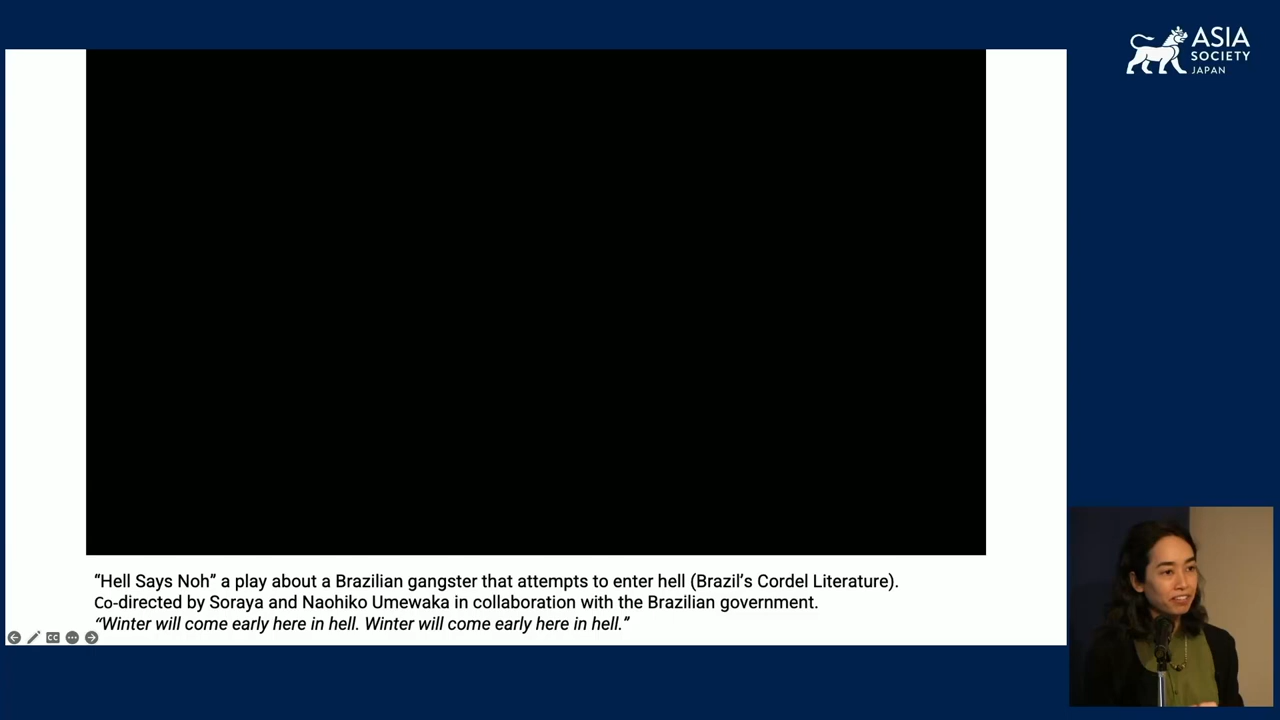 ASIA
SOCIETY
JAPAN
“Hell Says Noh” a play about a Brazilian gangster that attempts to enter hell (Brazil’s Cordel Literature).
Co-directed by Soraya and Naohiko Umewaka in collaboration with the Brazilian government.
“Winter will come early here in hell. Winter will come early here in hell.”
CC